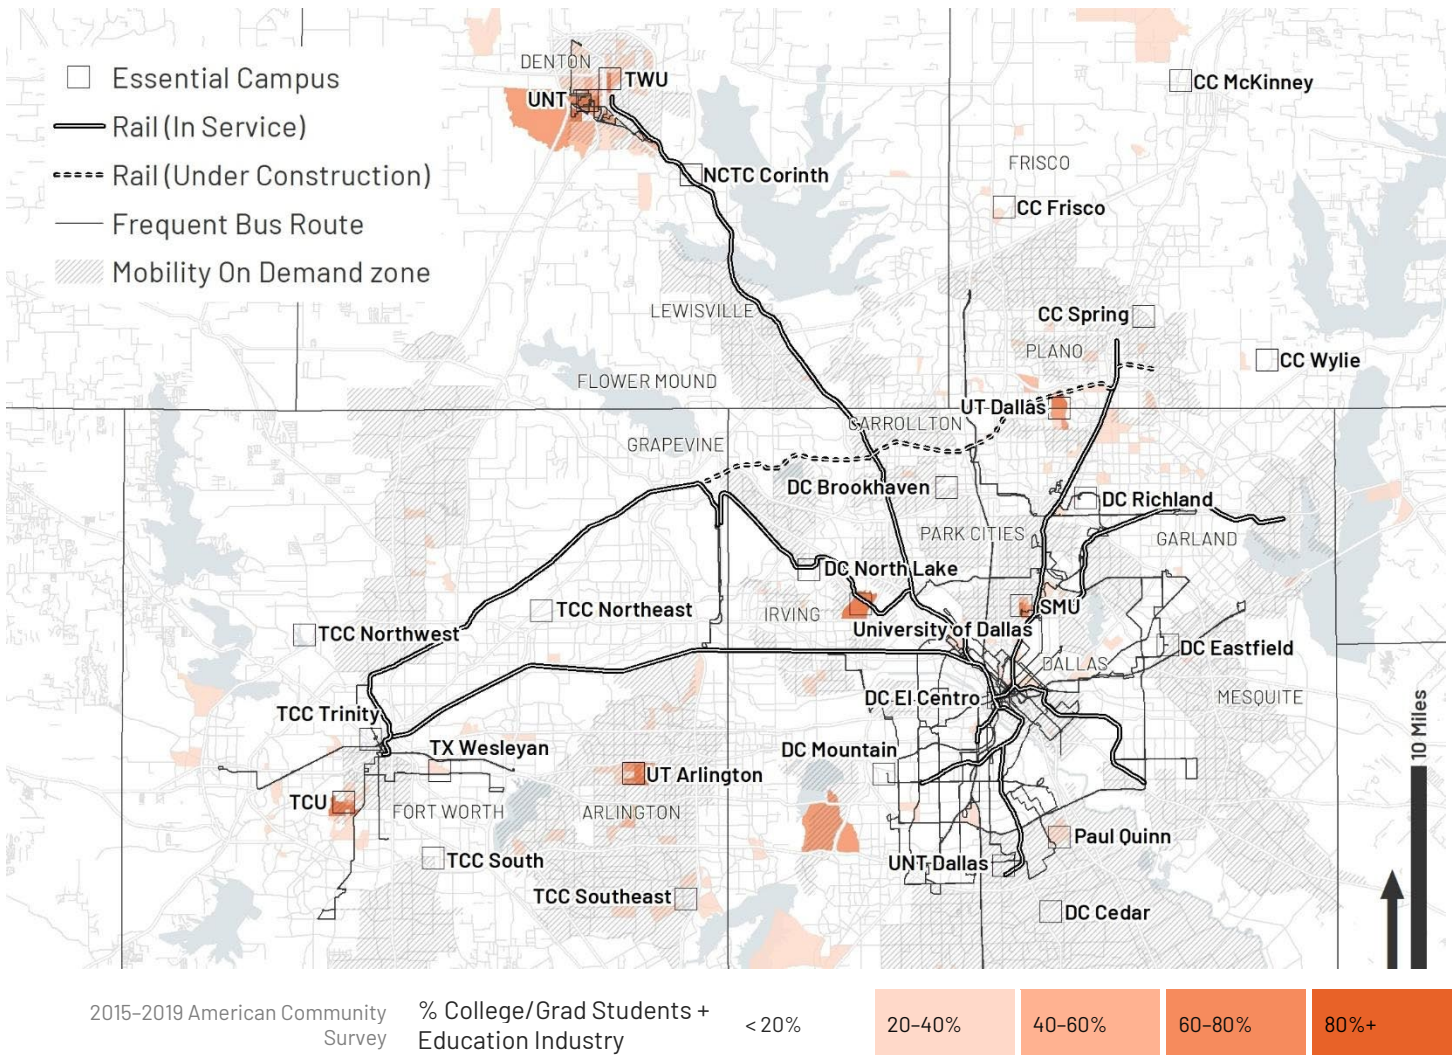 Essential Campus
Rail (In Service)
Rail (Under Construction)
Frequent Bus Route
Mobility On Demand zone
DENTON
TWU
UNT
CC McKinney
FRISCO
NCTC Corinth
CC Frisco
LEWISVILLE
CC Spring
PLANO
CC Wylie
FLOWER MOUND
UT Dallas
CARROLLTON
GRAPEVINE
DC Brookhaven
DC Richland
PARK CITIES
GARLAND
DC North Lake
TCC Northeast
IRVING
SMU
TCC Northwest
University of Dallas
DC Eastfield
DALLAS
MESQUITE
DC El Centro
TCC Trinity
TX Wesleyan
DC Mountain
UT Arlington
TCU
FORT WORTH
ARLINGTON
Paul Quinn
TCC South
UNT Dallas
TCC Southeast
DC Cedar
10 Miles
2015-2019 American Community
Survey
% College/Grad Students +
Education Industry
< 20%
20-40%
40-60%
60-80%
80%+